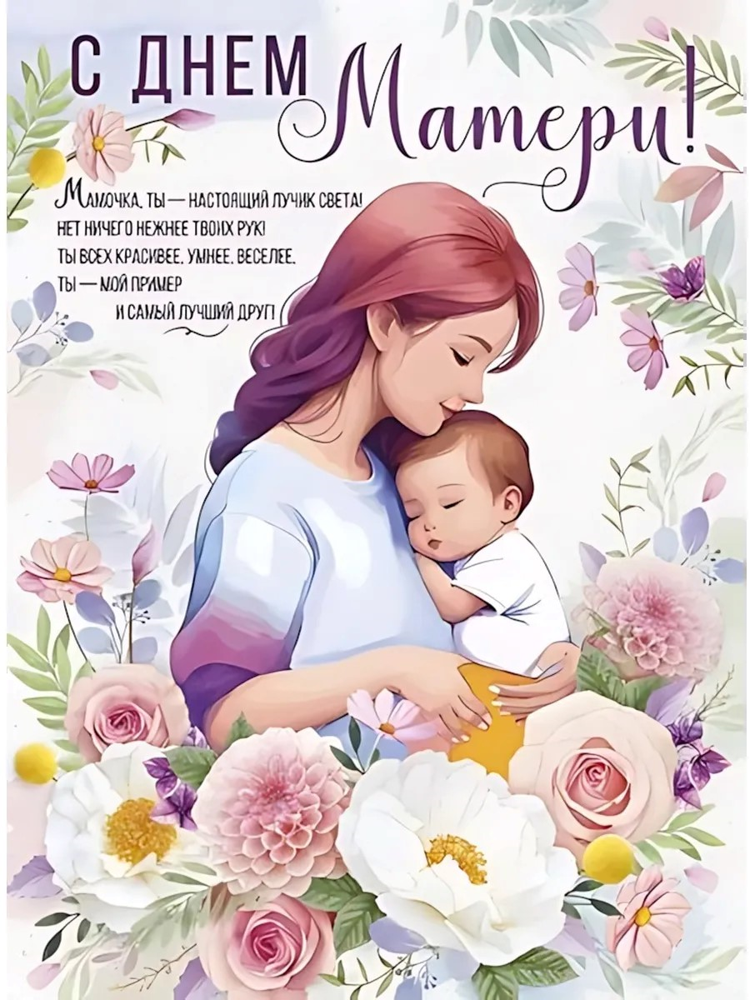 С ДНЕМ
Матери!
Мамочка, ты — настоящий лучик света!
Нет ничего нежнее твоих рук!
Ты всех красивее, умнее, веселее,
Ты — мой пример
И самый лучший друг!